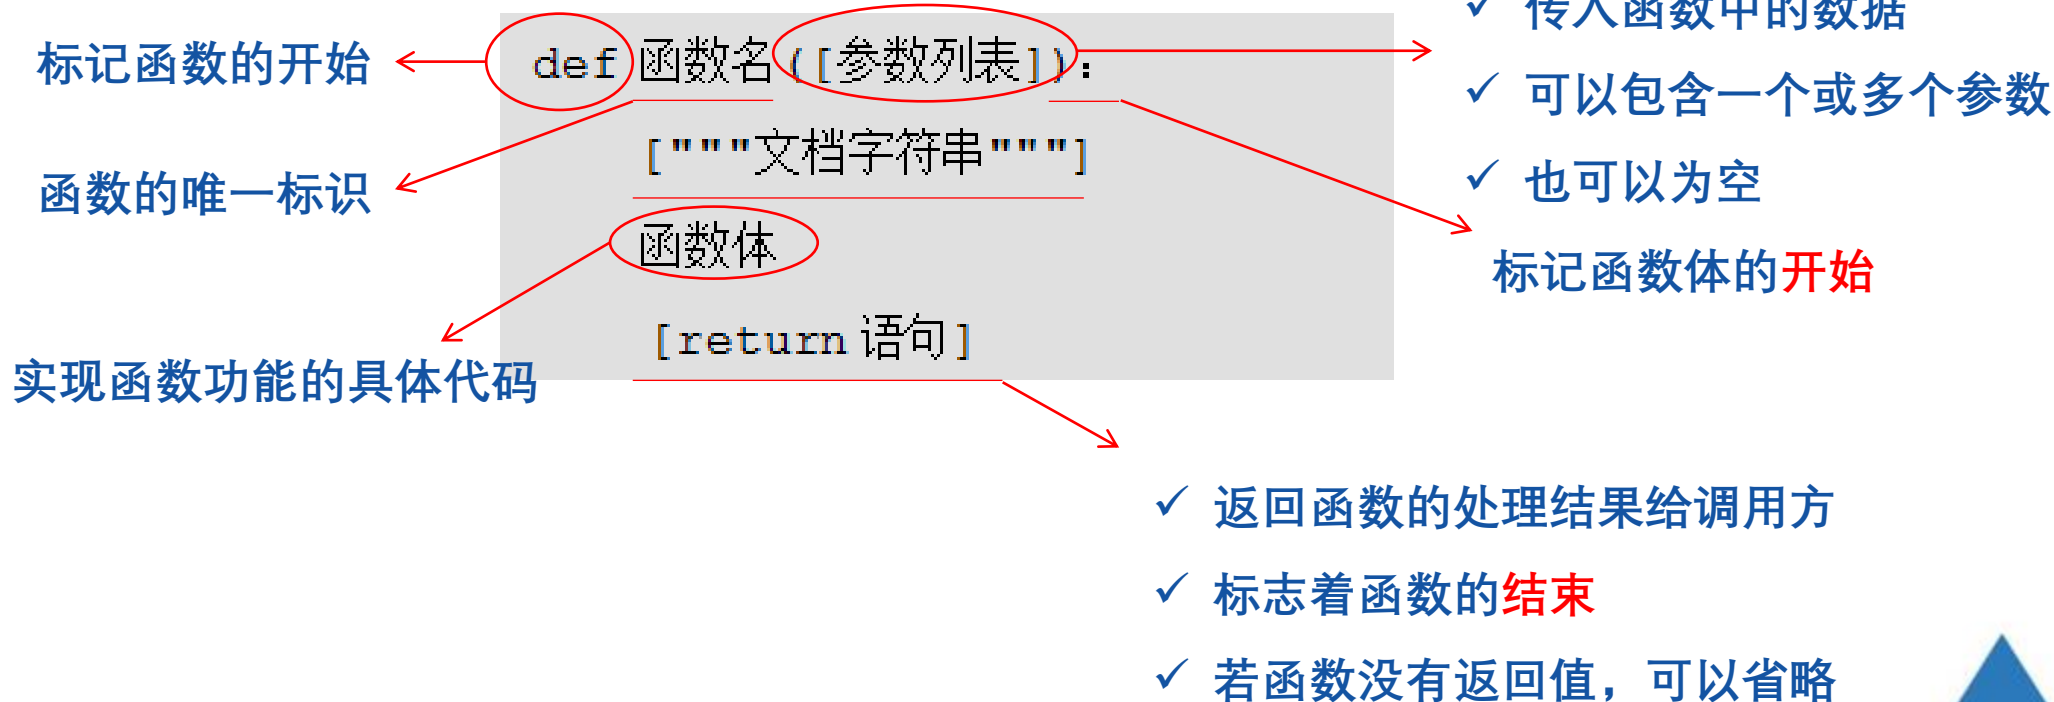 ✓ 传入函数中的数据
标记函数的开始
def 函数名([参数列表]):
✓ 可以包含一个或多个参数
["""文档字符串"""]
✓ 也可以为空
函数的唯一标识
函数体
标记函数体的开始
[return 语句]
实现函数功能的具体代码
✓ 返回函数的处理结果给调用方
✓ 标志着函数的结束
✓ 若函数没有返回值，可以省略